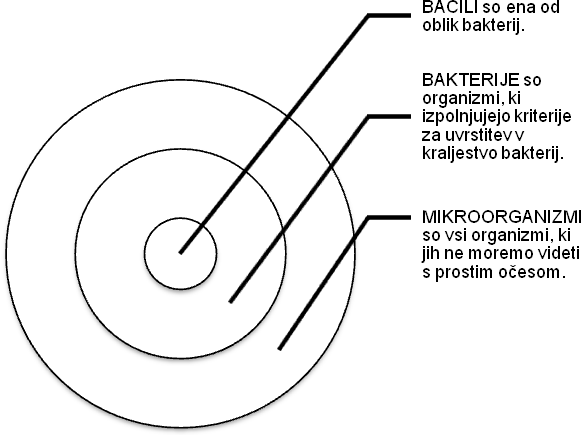 BACILI so ena od
oblik bakterij.
BAKTERIJE so
organizmi, ki
izpolnjujejo kriterije
za uvrstitev v
kraljestvo bakterij.
MIKROORGANIZMI
so vsi organizmi, ki
jih ne moremo videti
s prostim očesom.